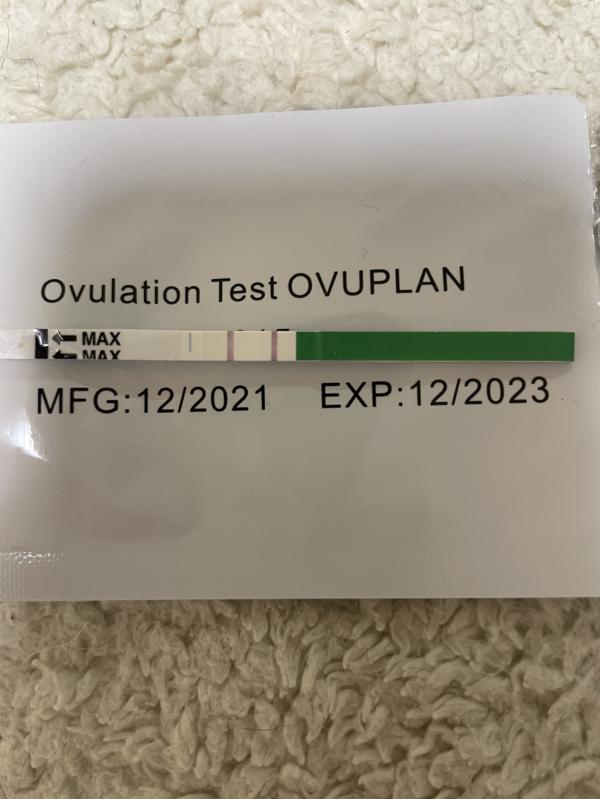 Ovulation Test OVUPLAN
MAX
MAX
MFG:12/2021 EXP:12/2023